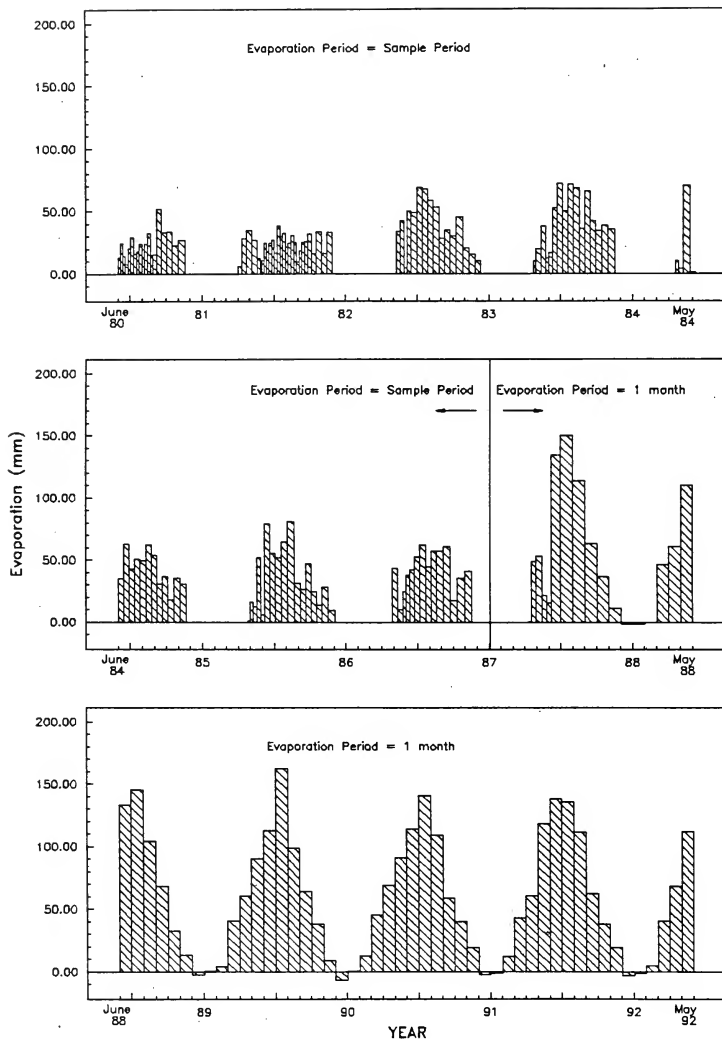 200.00
Evaporation Period = Sample Period
150.00
100.00
50.00
0.00
June
80
81
82
83
84
May
84
200.00
Evaporation Period = Sample Period
Evaporation Period = 1 month
150.00
100.00
50.00
0.00
Evaporation (mm)
June
84
85
86
87
88
May
88
200.00
Evaporation Period = 1 month
150.00
100.00
50.00
0.00
June
88
89
90
91
92
May
92
YEAR